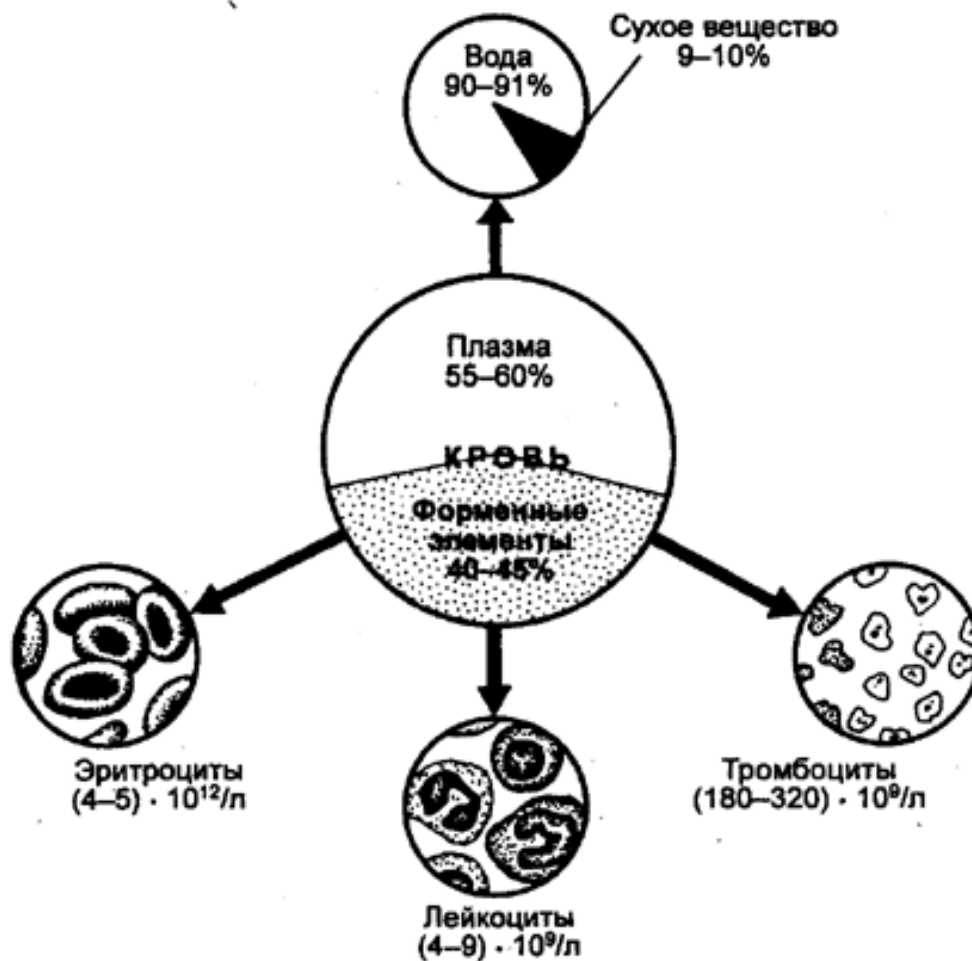 Вода
90–91%
Сухое вещество
9–10%
Плазма
55–60%
КРОВЬ
Форменные
элементы
40–45%
Эритроциты
(4–5) · 10¹²/л
Лейкоциты
(4–9) · 10⁹/л
Тромбоциты
(180–320) · 10⁹/л